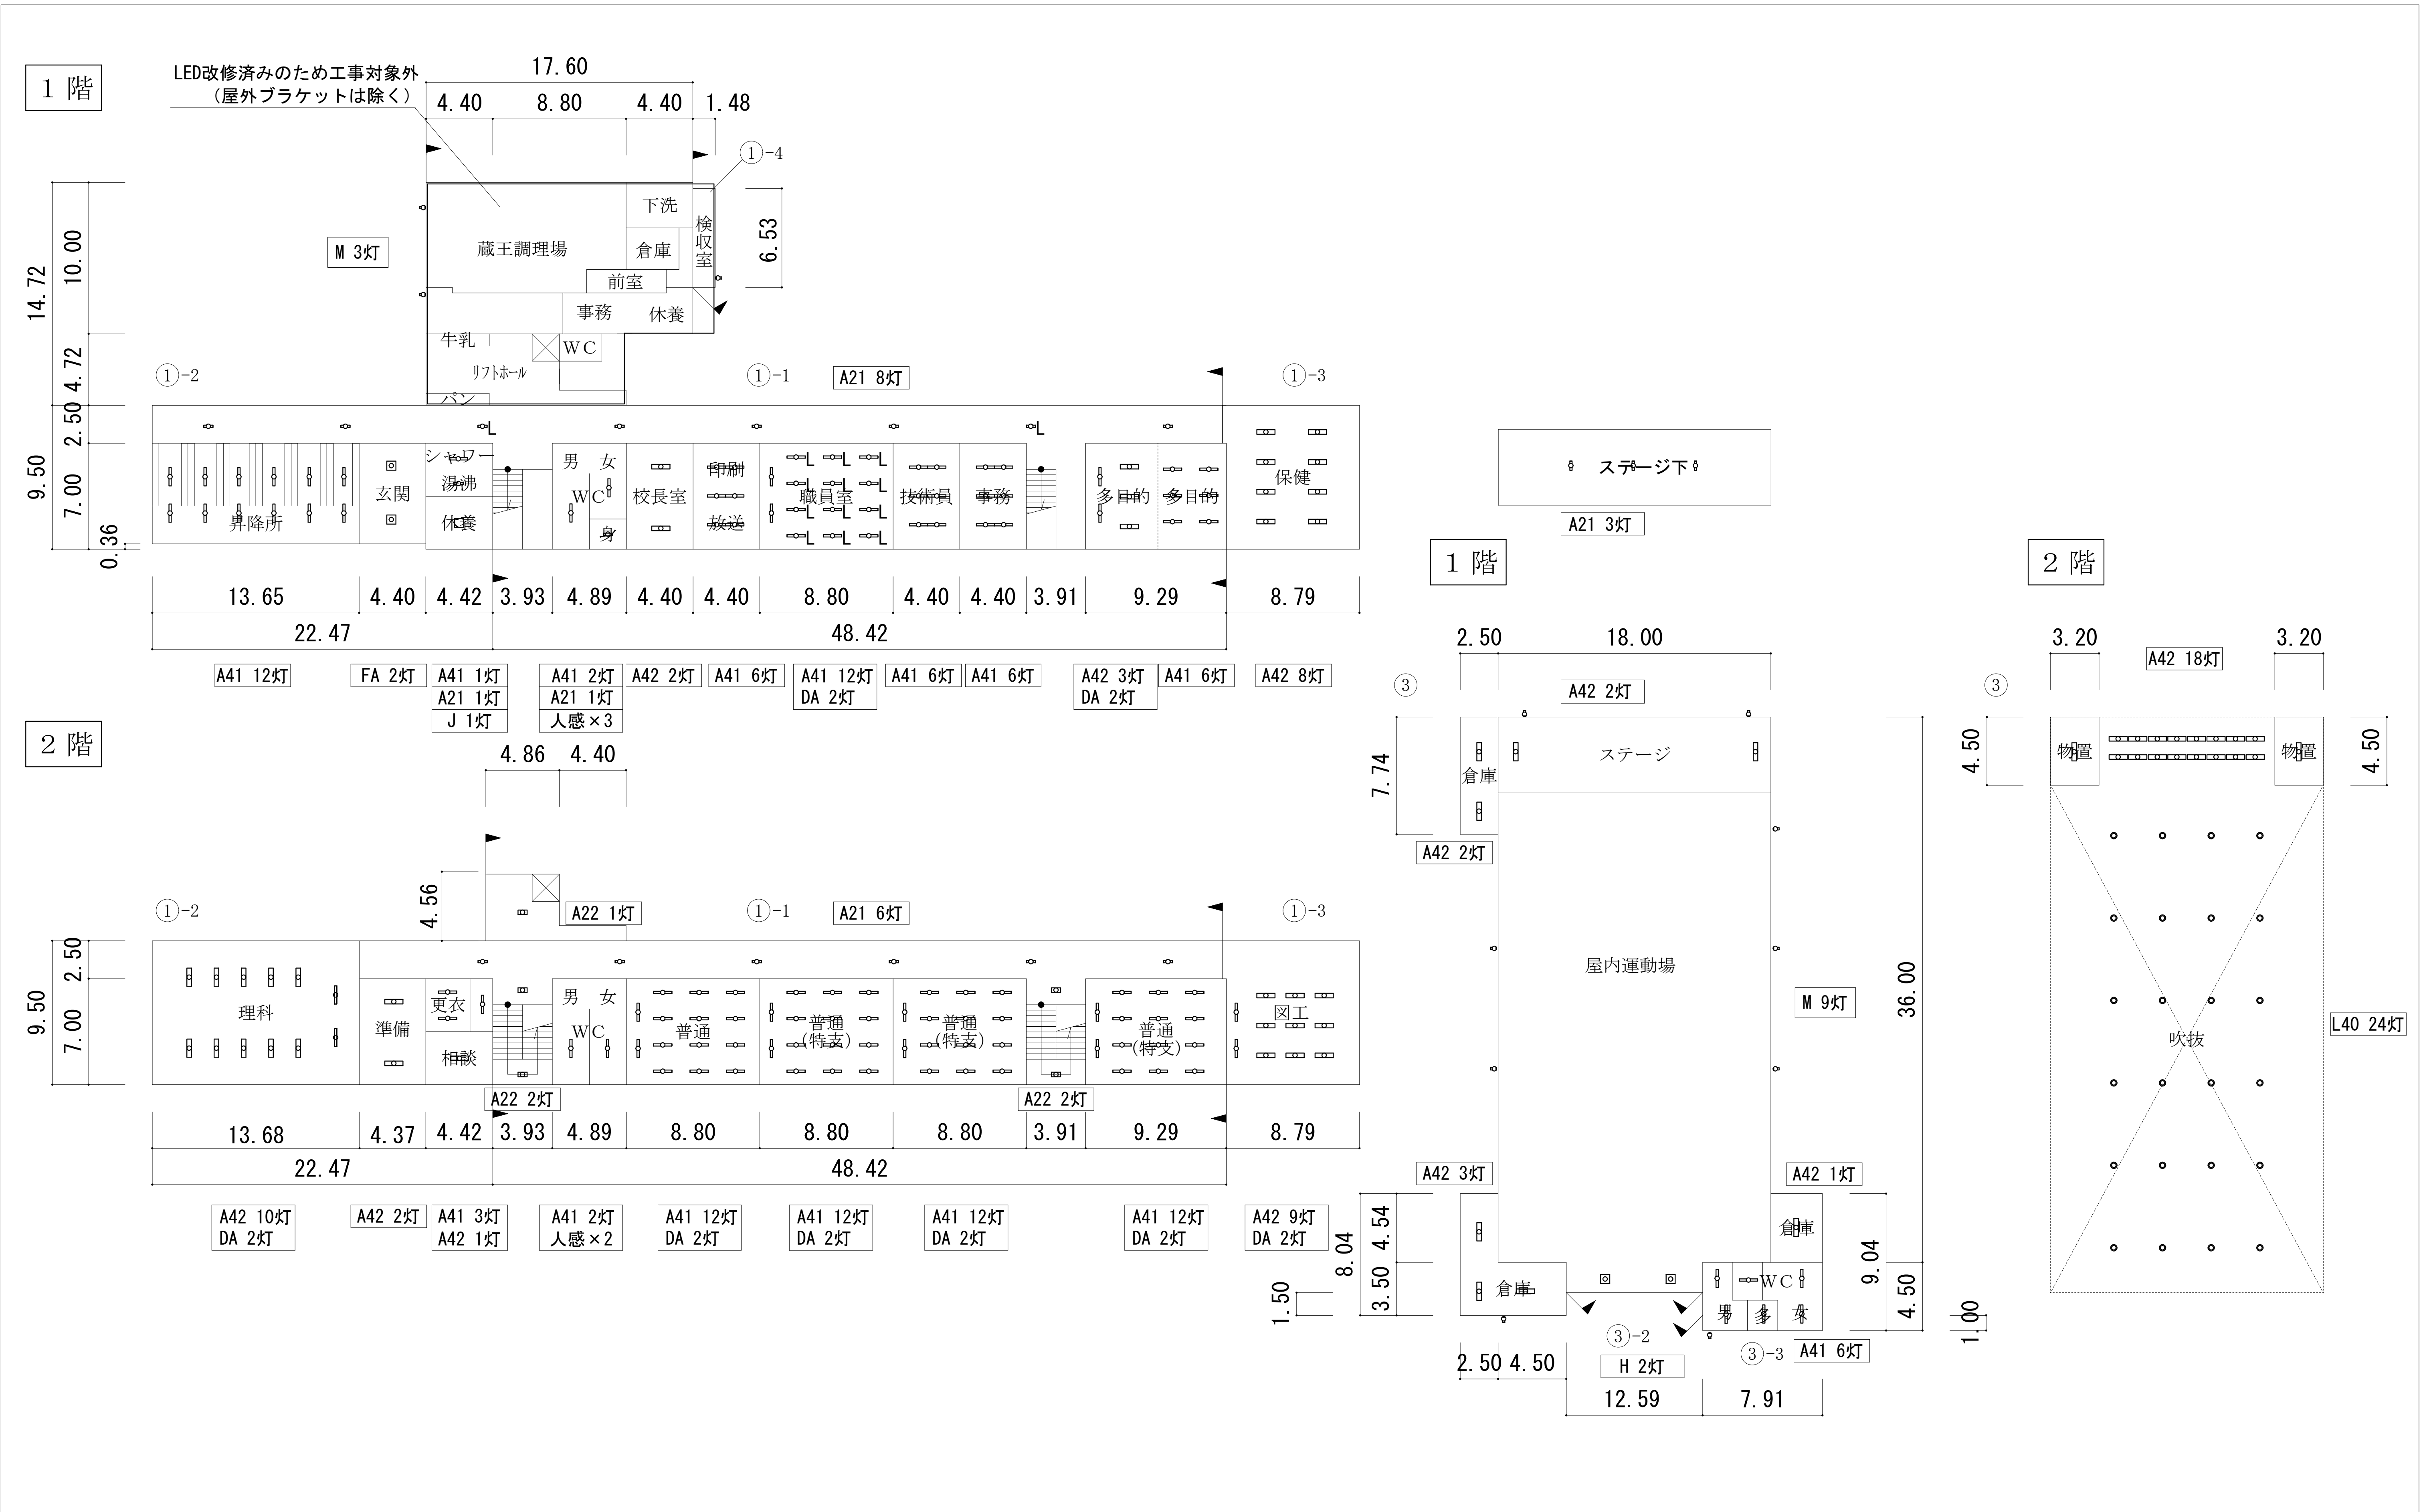 1 階
LED改修済みのため工事対象外
(屋外ブラケットは除く)
17.60
4.40 8.80 4.40 1.48
①-4
下洗
検収室
蔵王調理場
倉庫
前室
事務 休養
6.53
M 3灯
14.72
10.00
4.72
牛乳
WC
リフトホール
パン
①-2
①-1
A21 8灯
①-3
9.50
2.50
7.00
0.36
L L
シャワー
男 女
湯沸
玄関
WC
校長室
印刷
職員室
技術員
事務
多目的
多目的
保健
昇降所
休養
身
放送
L L L
L L L
L L L
L L L
13.65 4.40 4.42 3.93 4.89 4.40 4.40 8.80 4.40 4.40 3.91 9.29 8.79
22.47 48.42
A41 12灯
FA 2灯
A41 1灯
A21 1灯
J 1灯
A41 2灯
A21 1灯
人感×3
A42 2灯
A41 6灯
A41 12灯
DA 2灯
A41 6灯
A41 6灯
A42 3灯
DA 2灯
A41 6灯
A42 8灯
2 階
4.86 4.40
4.56
①-2
A22 1灯
①-1
A21 6灯
①-3
9.50
2.50
7.00
理科
準備
更衣
相談
男 女
WC
普通
普通
(特支)
普通
(特支)
普通
(特支)
図工
A22 2灯
A22 2灯
13.68 4.37 4.42 3.93 4.89 8.80 8.80 8.80 3.91 9.29 8.79
22.47 48.42
A42 10灯
DA 2灯
A42 2灯
A41 3灯
A42 1灯
A41 2灯
人感×2
A41 12灯
DA 2灯
A41 12灯
DA 2灯
A41 12灯
DA 2灯
A41 12灯
DA 2灯
A42 9灯
DA 2灯
ステージ下
A21 3灯
1 階
2.50 18.00
③
A42 2灯
7.74
倉庫
ステージ
A42 2灯
屋内運動場
36.00
M 9灯
A42 3灯
A42 1灯
8.04
4.54
3.50
1.50
倉庫
倉庫
WC
男 多 女
9.04
4.50
1.00
③-2
H 2灯
③-3
A41 6灯
2.50 4.50
12.59 7.91
2 階
3.20 3.20
A42 18灯
③
4.50
物置
物置
4.50
吹抜
L40 24灯